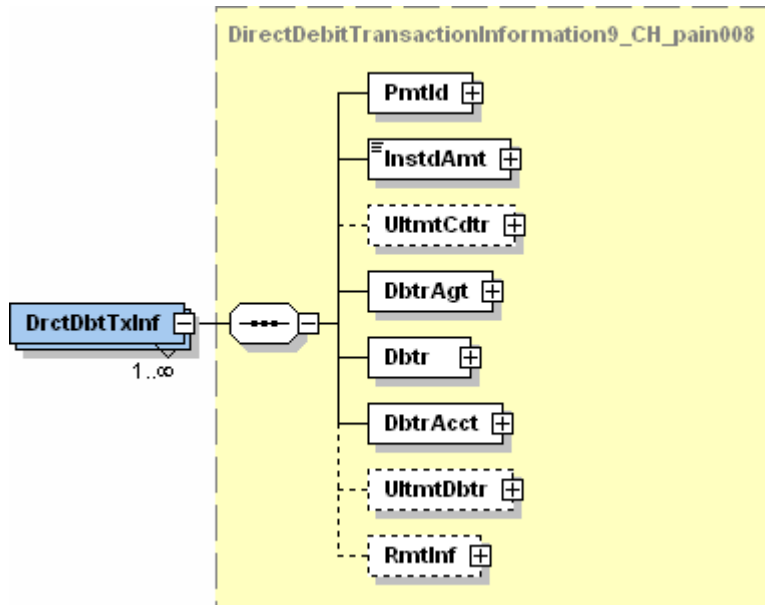 DirectDebitTransactionInformation9_CH_pain008
PmtId
InstdAmt
UltmtCdtr
DbtrAgt
DrctDbtTxInf
1..∞
Dbtr
DbtrAcct
UltmtDbtr
RmtInf